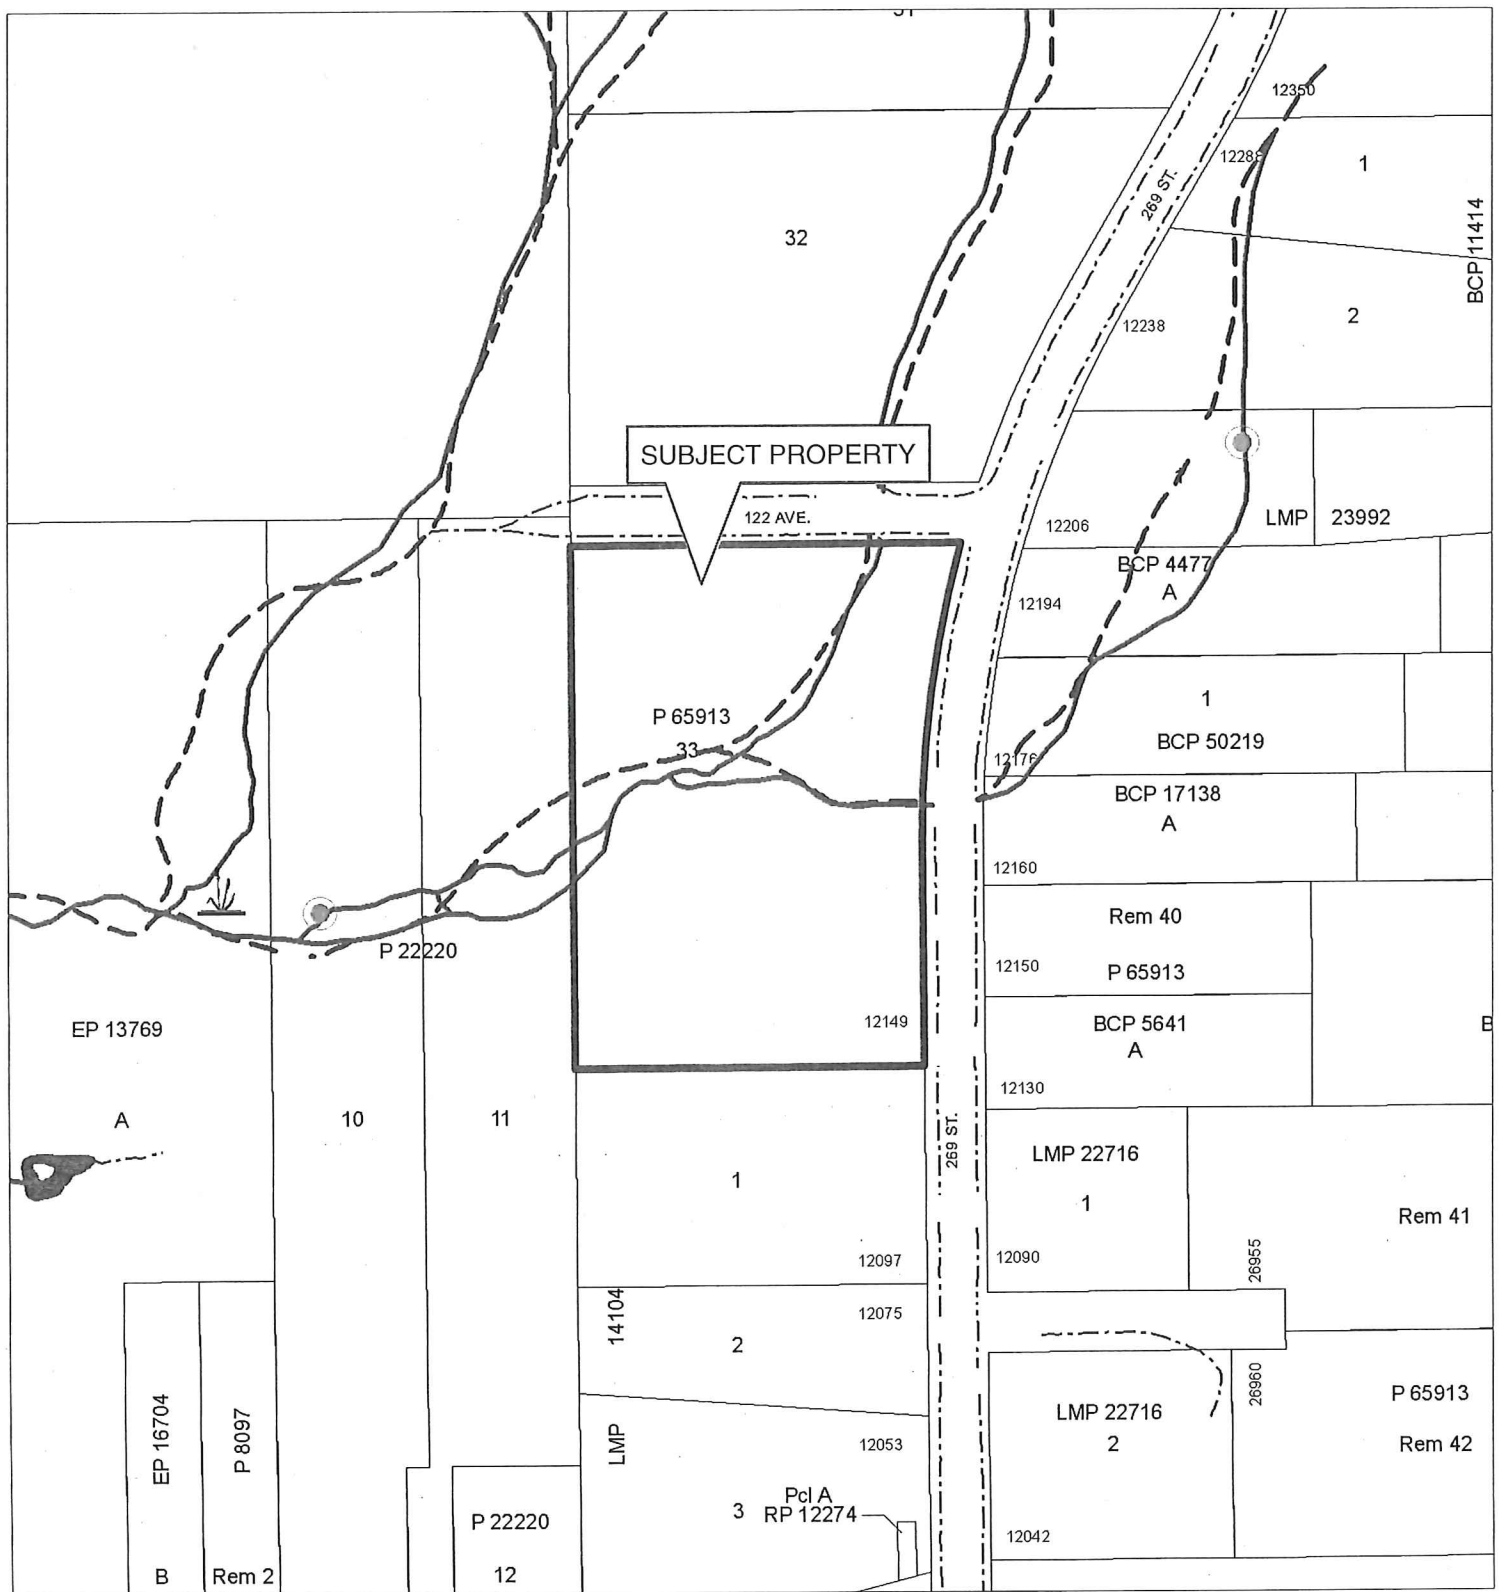 12350
12288
1
269 ST.
BCP 11414
32
2
12238
SUBJECT PROPERTY
122 AVE.
12206
LMP 23992
BCP 4477
A
12194
P 65913
33
1
BCP 50219
12176
BCP 17138
A
12160
Rem 40
P 22220
12150
P 65913
EP 13769
12149
BCP 5641
A
12130
A
10
11
269 ST.
LMP 22716
1
1
Rem 41
12097
12090
26955
14104
12075
2
26960
P 65913
EP 16704
P 8097
LMP
12053
LMP 22716
2
Rem 42
Pcl A
3
RP 12274
P 22220
12042
B
Rem 2
12